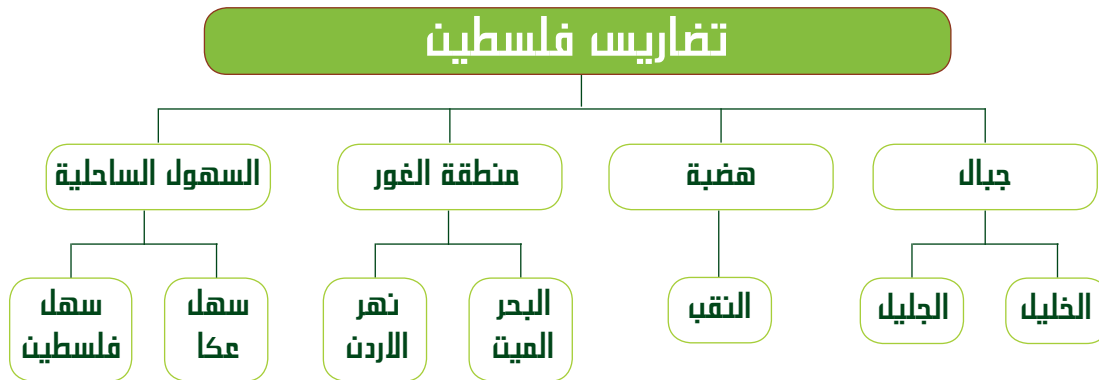 تضاريس فلسطين
جبال
هضبة
منطقة الغور
السهول الساحلية
الخليل
الجليل
النقب
البحر
الميت
نهر
الاردن
سهل
عكا
سهل
فلسطين